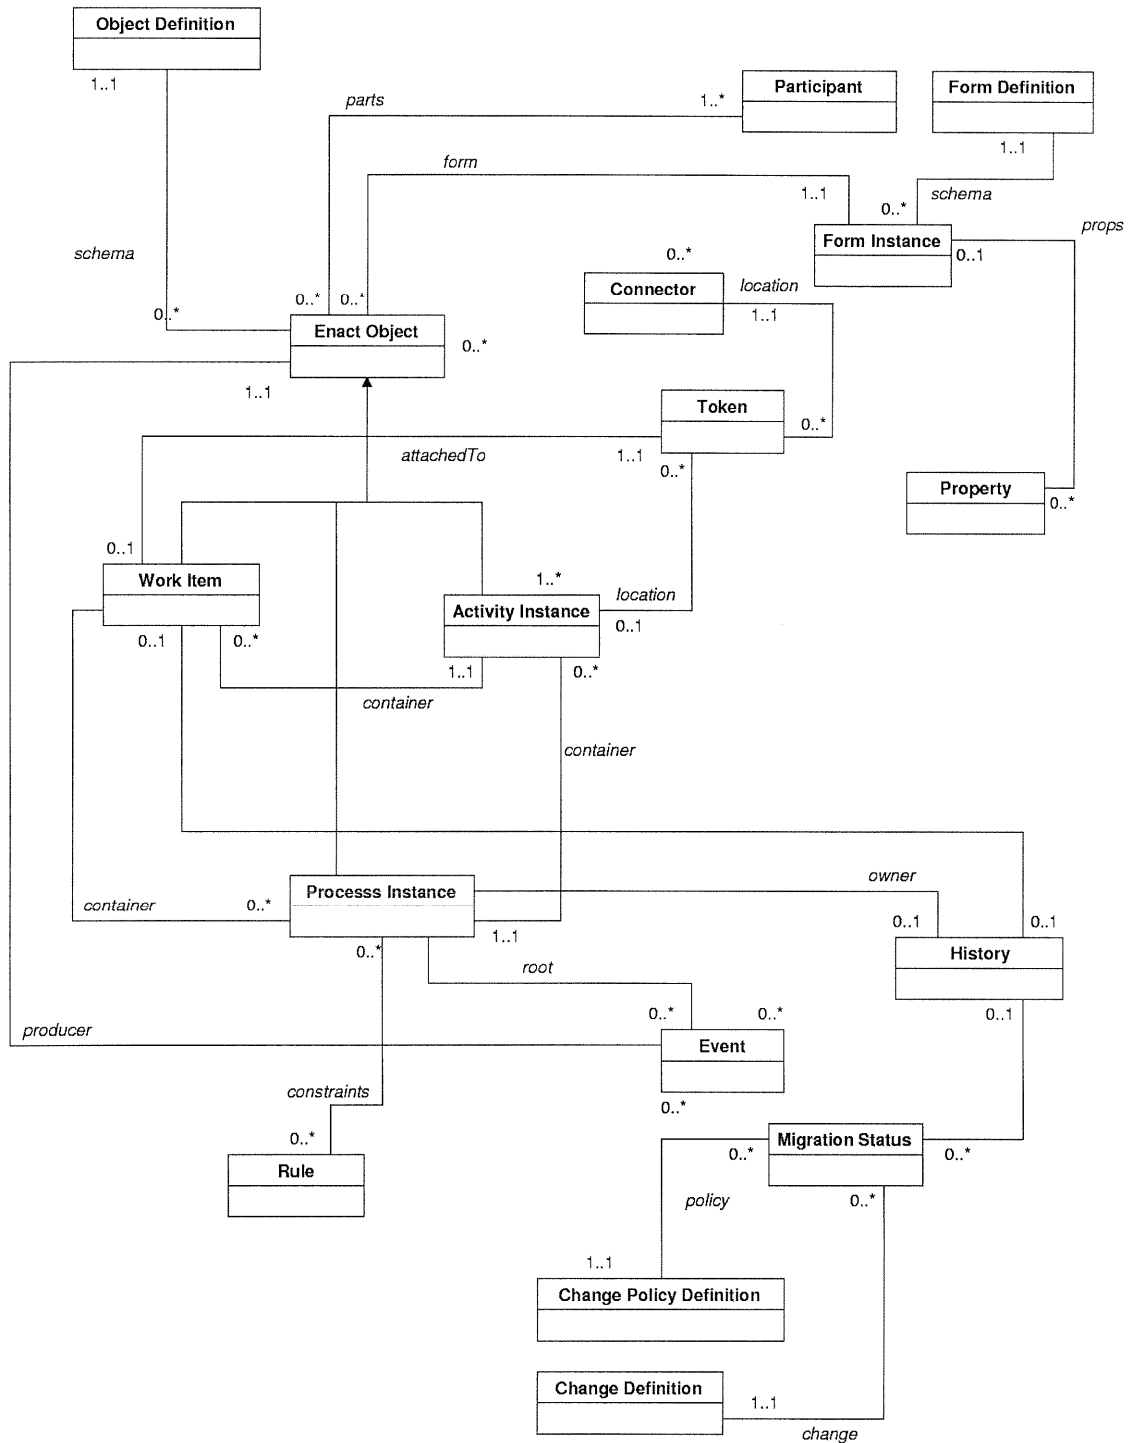 Object Definition
1..1
Participant
Form Definition
parts
1..*
1..1
form
1..1
schema
0..*
props
Form Instance
0..1
schema
0..*
Connector
location
1..1
0..*
0..*
0..*
Enact Object
0..*
1..1
Token
0..*
attachedTo
1..1
0..*
Property
0..*
0..1
Work Item
1..*
Activity Instance
location
0..1
0..1
0..*
1..1
0..*
container
container
owner
Processs Instance
container
0..*
0..1
0..1
0..*
1..1
History
root
0..1
0..*
0..*
producer
Event
constraints
0..*
0..*
Migration Status
0..*
0..*
Rule
policy
0..*
1..1
Change Policy Definition
Change Definition
1..1
change